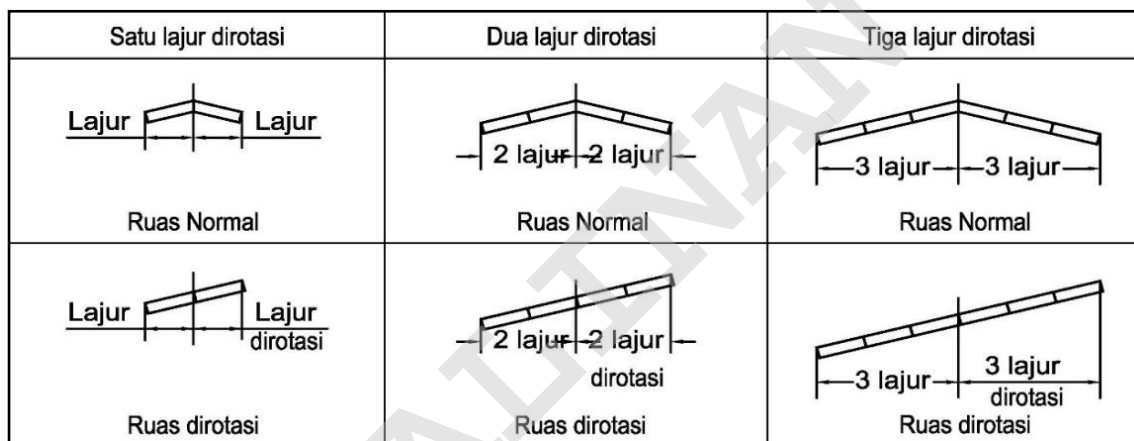 Satu lajur dirotasi
Dua lajur dirotasi
Tiga lajur dirotasi
Lajur Lajur
Ruas Normal
2 lajur 2 lajur
Ruas Normal
3 lajur 3 lajur
Ruas Normal
Lajur Lajur
dirotasi
Ruas dirotasi
2 lajur 2 lajur
dirotasi
Ruas dirotasi
3 lajur 3 lajur
dirotasi
Ruas dirotasi
ALINAN